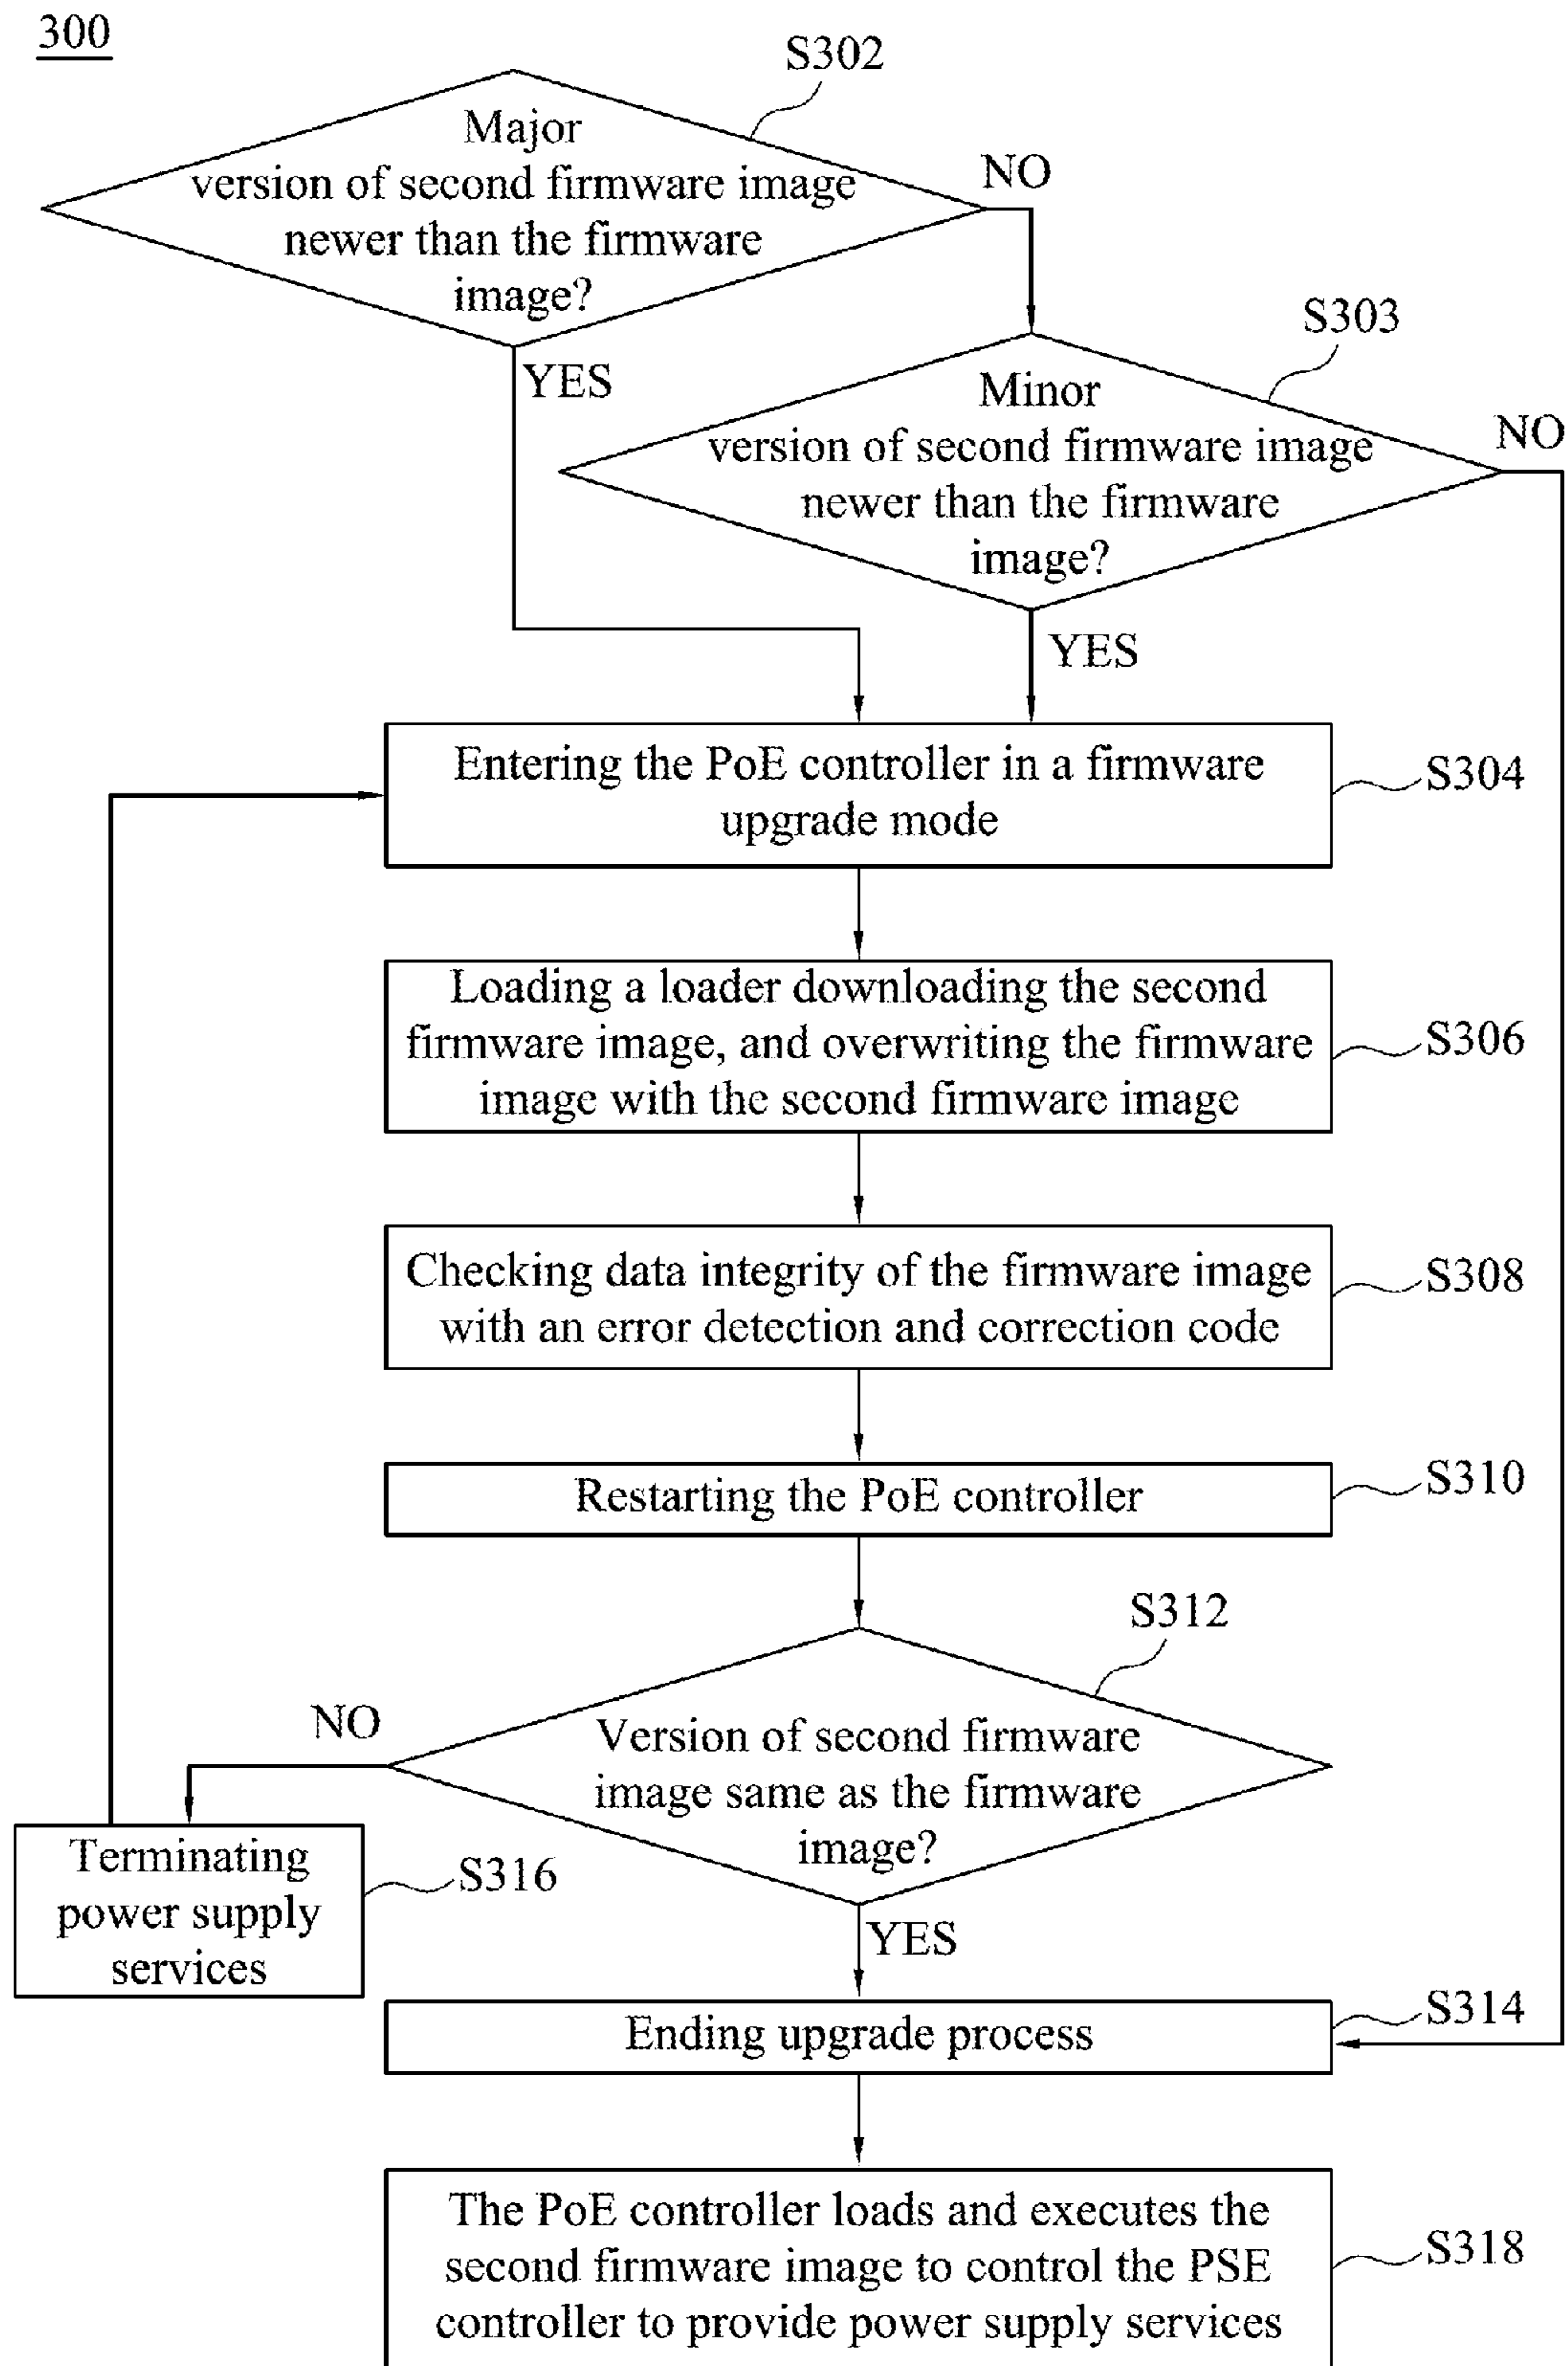 300
S302
Major
version of second firmware image
newer than the firmware
image?
NO
YES
S303
Minor
version of second firmware image
newer than the firmware
image?
NO
YES
Entering the PoE controller in a firmware
upgrade mode
S304
Loading a loader downloading the second
firmware image, and overwriting the firmware
image with the second firmware image
S306
Checking data integrity of the firmware image
with an error detection and correction code
S308
Restarting the PoE controller
S310
S312
Version of second firmware
image same as the firmware
image?
NO
YES
Terminating
power supply
services
S316
Ending upgrade process
S314
The PoE controller loads and executes the
second firmware image to control the PSE
controller to provide power supply services
S318